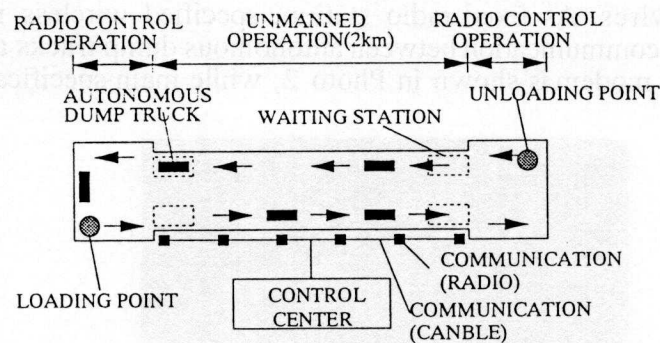 RADIO CONTROL
OPERATION
UNMANNED
OPERATION(2km)
RADIO CONTROL
OPERATION
AUTONOMOUS
DUMP TRUCK
WAITING STATION
UNLOADING POINT
LOADING POINT
CONTROL
CENTER
COMMUNICATION
(RADIO)
COMMUNICATION
(CANBLE)